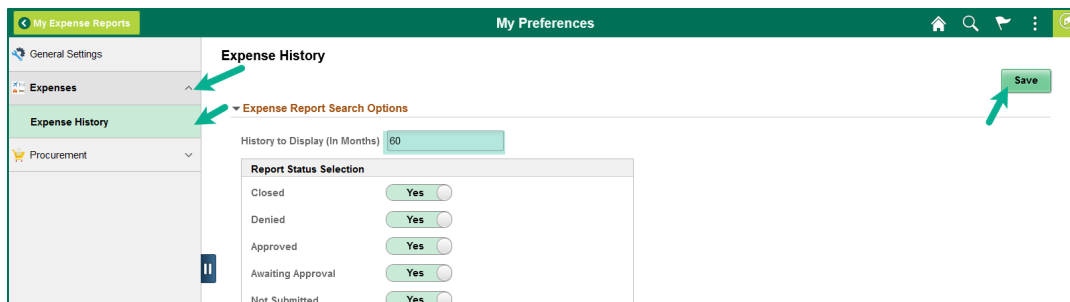 My Expense Reports
My Preferences
General Settings
Expenses
Expense History
Procurement
Expense History
Save
Expense Report Search Options
History to Display (In Months) 60
Report Status Selection
Closed Yes
Denied Yes
Approved Yes
Awaiting Approval Yes
Not Submitted Yes